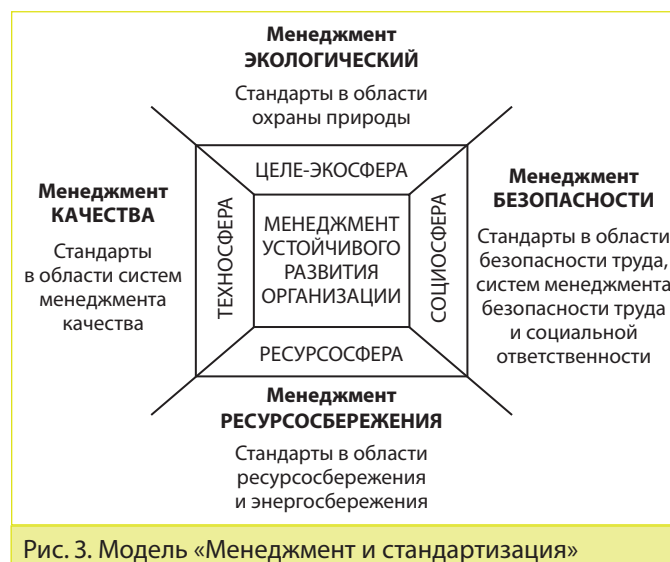 Менеджмент
ЭКОЛОГИЧЕСКИЙ
Стандарты в области
охраны природы
ЦЕЛЕ-ЭКОСФЕРА
Менеджмент
КАЧЕСТВА
Стандарты
в области систем
менеджмента
качества
ТЕХНОСФЕРА
МЕНЕДЖМЕНТ
УСТОЙЧИВОГО
РАЗВИТИЯ
ОРГАНИЗАЦИИ
СОЦИОСФЕРА
Менеджмент
БЕЗОПАСНОСТИ
Стандарты в области
безопасности труда,
систем менеджмента
безопасности труда
и социальной
ответственности
РЕСУРСОСФЕРА
Менеджмент
РЕСУРСОСБЕРЕЖЕНИЯ
Стандарты в области
ресурсосбережения
и энергосбережения
Рис. 3. Модель «Менеджмент и стандартизация»